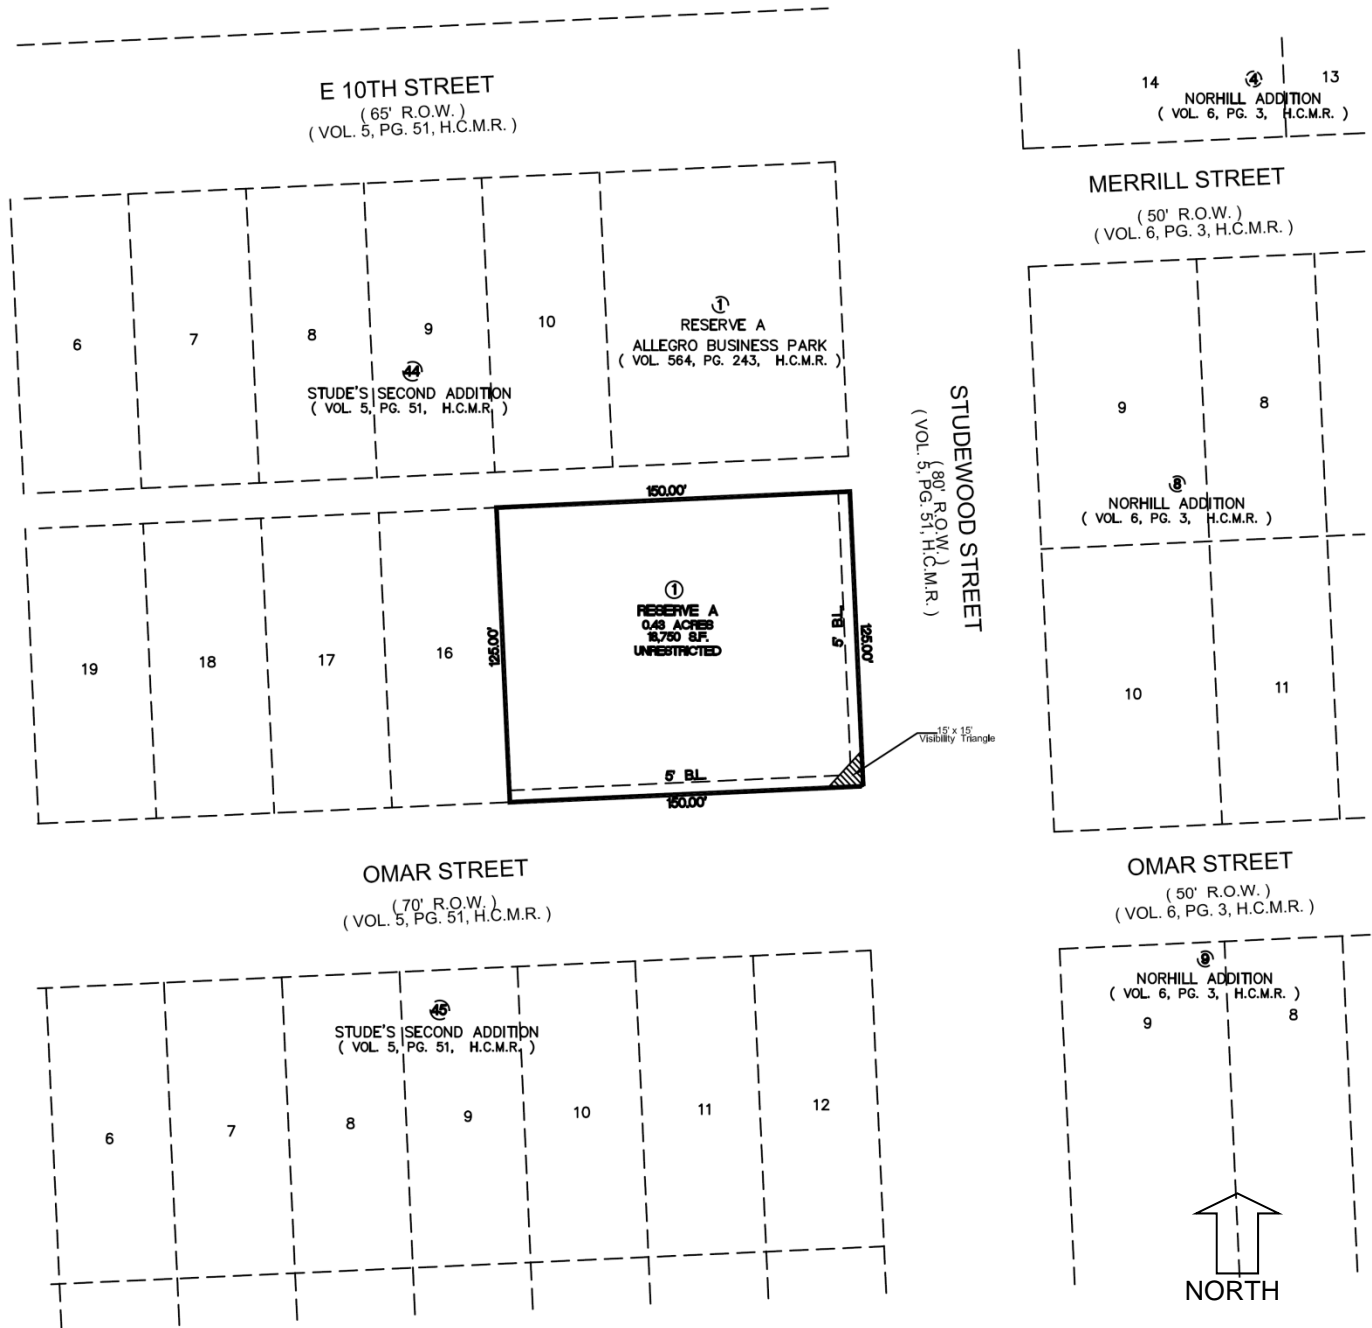 E 10TH STREET
( 65' R.O.W. )
( VOL. 5, PG. 51, H.C.M.R. )
14
4
13
NORHILL ADDITION
( VOL. 6, PG. 3, H.C.M.R. )
MERRILL STREET
( 50' R.O.W. )
( VOL. 6, PG. 3, H.C.M.R. )
6
7
8
9
10
1
RESERVE A
ALLEGRO BUSINESS PARK
( VOL. 564, PG. 243, H.C.M.R. )
44
STUDE'S SECOND ADDITION
( VOL. 5, PG. 51, H.C.M.R. )
STUDEWOOD STREET
( 80' R.O.W. )
( VOL. 5, PG. 51, H.C.M.R. )
9
8
8
NORHILL ADDITION
( VOL. 6, PG. 3, H.C.M.R. )
10
11
19
18
17
16
150.00'
125.00'
1
RESERVE A
0.43 ACRES
18,750 S.F.
UNRESTRICTED
5' B.L.
125.00'
15' x 15'
Visibility Triangle
5' B.L.
150.00'
OMAR STREET
( 70' R.O.W. )
( VOL. 5, PG. 51, H.C.M.R. )
OMAR STREET
( 50' R.O.W. )
( VOL. 6, PG. 3, H.C.M.R. )
45
STUDE'S SECOND ADDITION
( VOL. 5, PG. 51, H.C.M.R. )
6
7
8
9
10
11
12
9
NORHILL ADDITION
( VOL. 6, PG. 3, H.C.M.R. )
9
8
NORTH